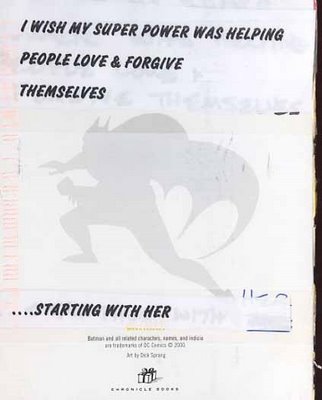 I WISH MY SUPER POWER WAS HELPING
PEOPLE LOVE & FORGIVE
THEMSELVES
....STARTING WITH HER
Batman and all related characters, names, and indicia
are trademarks of DC Comics © 2000.
Art by Dick Sprang
CHRONICLE BOOKS